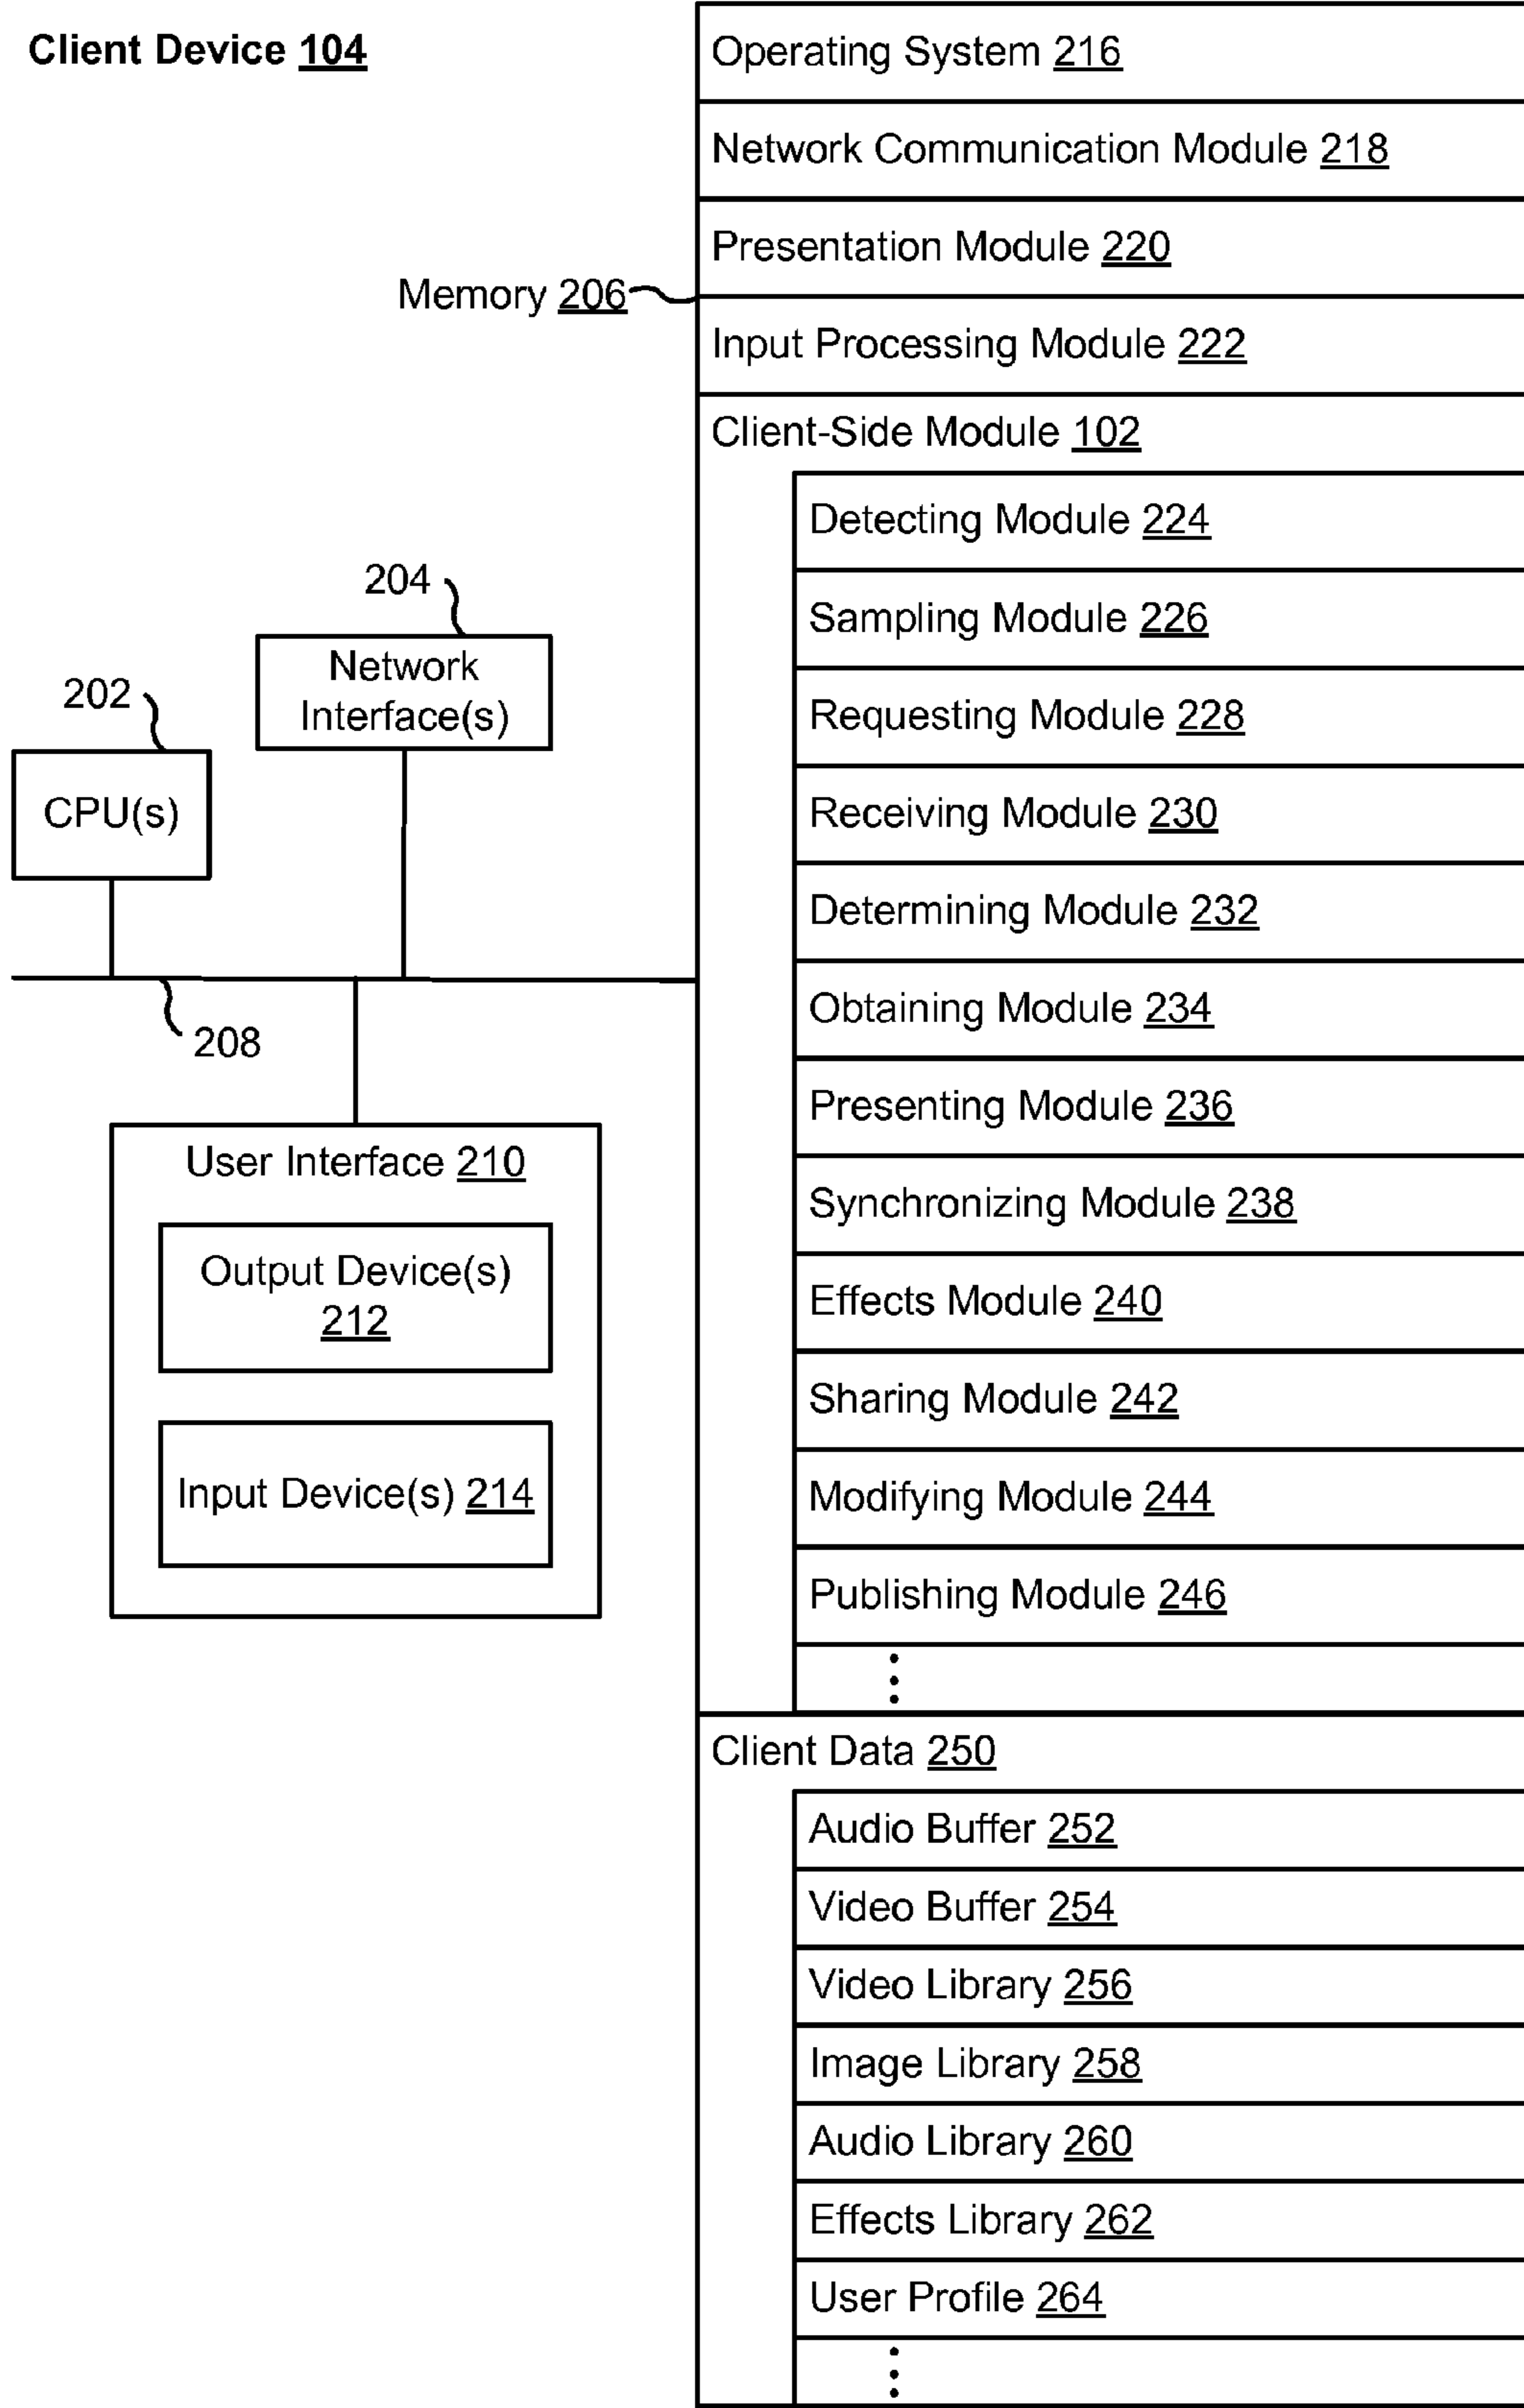 Client Device 104
Operating System 216
Network Communication Module 218
Presentation Module 220
Memory 206
Input Processing Module 222
Client-Side Module 102
Detecting Module 224
Sampling Module 226
Requesting Module 228
Receiving Module 230
Determining Module 232
Obtaining Module 234
Presenting Module 236
Synchronizing Module 238
Effects Module 240
Sharing Module 242
Modifying Module 244
Publishing Module 246
Client Data 250
Audio Buffer 252
Video Buffer 254
Video Library 256
Image Library 258
Audio Library 260
Effects Library 262
User Profile 264
204
Network
Interface(s)
202
CPU(s)
208
User Interface 210
Output Device(s)
212
Input Device(s) 214